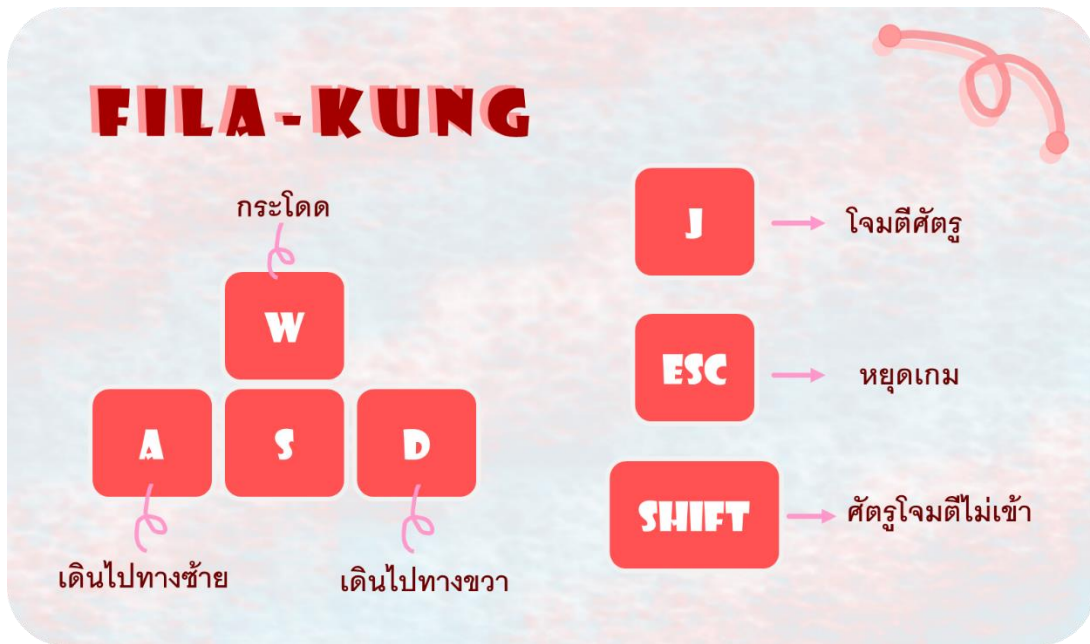 FILA-KUNG
กระโดด
W
A
S
D
เดินไปทางซ้าย
เดินไปทางขวา
J
โจมตีศัตรู
ESC
หยุดเกม
SHIFT
ศัตรูโจมตีไม่เข้า